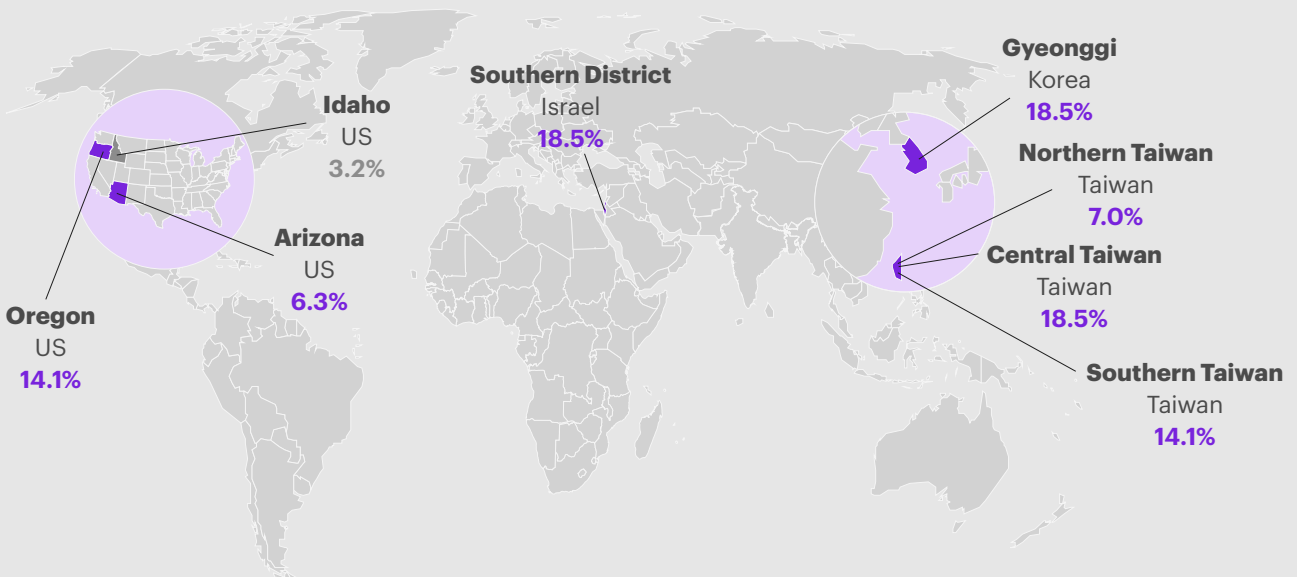 Idaho
US
3.2%
Arizona
US
6.3%
Oregon
US
14.1%
Southern District
Israel
18.5%
Gyeonggi
Korea
18.5%
Northern Taiwan
Taiwan
7.0%
Central Taiwan
Taiwan
18.5%
Southern Taiwan
Taiwan
14.1%